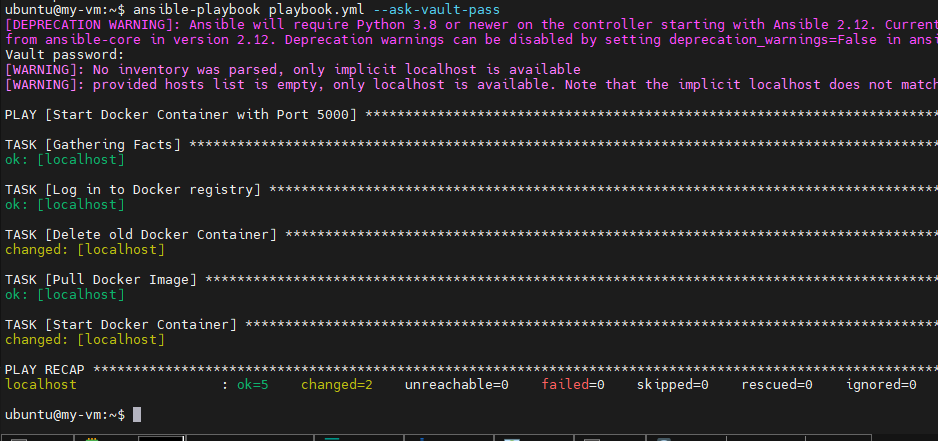 ubuntu@my-vm:~$ ansible-playbook playbook.yml --ask-vault-pass
[DEPRECATION WARNING]: Ansible will require Python 3.8 or newer on the controller starting with Ansible 2.12. Current
from ansible-core in version 2.12. Deprecation warnings can be disabled by setting deprecation_warnings=False in ansi
Vault password:
[WARNING]: No inventory was parsed, only implicit localhost is available
[WARNING]: provided hosts list is empty, only localhost is available. Note that the implicit localhost does not match
PLAY [Start Docker Container with Port 5000] ************************************************************************
TASK [Gathering Facts] **********************************************************************************************
ok: [localhost]
TASK [Log in to Docker registry] ************************************************************************************
ok: [localhost]
TASK [Delete old Docker Container] **********************************************************************************
changed: [localhost]
TASK [Pull Docker Image] ********************************************************************************************
ok: [localhost]
TASK [Start Docker Container] ***************************************************************************************
changed: [localhost]
PLAY RECAP **********************************************************************************************************
localhost                  : ok=5    changed=2    unreachable=0    failed=0    skipped=0    rescued=0    ignored=0
ubuntu@my-vm:~$